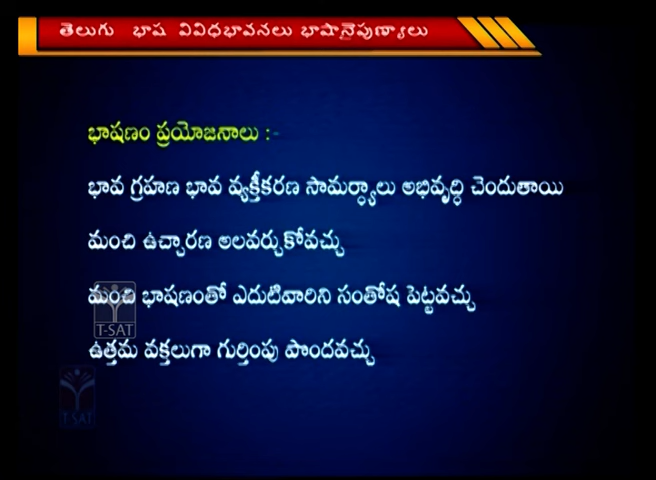 తెలుగు భాష వివిధభావనలు భాషానైపుణ్యాలు
భాషణం ప్రయోజనాలు :-
భావ గ్రహణ భావ వ్యక్తీకరణ సామర్థ్యాలు అభివృద్ధి చెందుతాయి
మంచి ఉచ్చారణ అలవర్చుకోవచ్చు
మంచి భాషణంతో ఎదుటివారిని సంతోష పెట్టవచ్చు
T-SAT
ఉత్తమ వక్తలుగా గుర్తింపు పొందవచ్చు
T-SAT